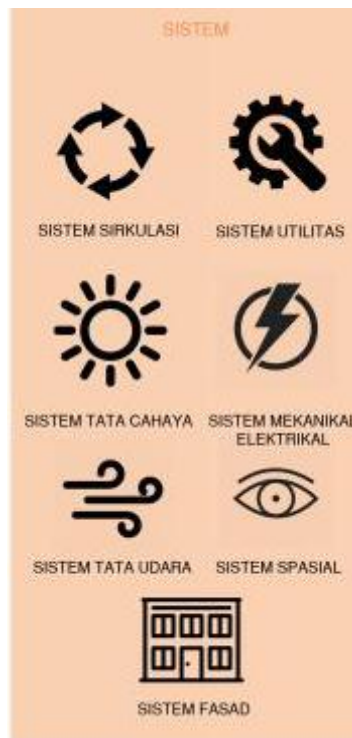 SISTEM
SISTEM SIRKULASI
SISTEM UTILITAS
SISTEM TATA CAHAYA
SISTEM MEKANIKAL
ELEKTRIKAL
SISTEM TATA UDARA
SISTEM SPASIAL
SISTEM FASAD